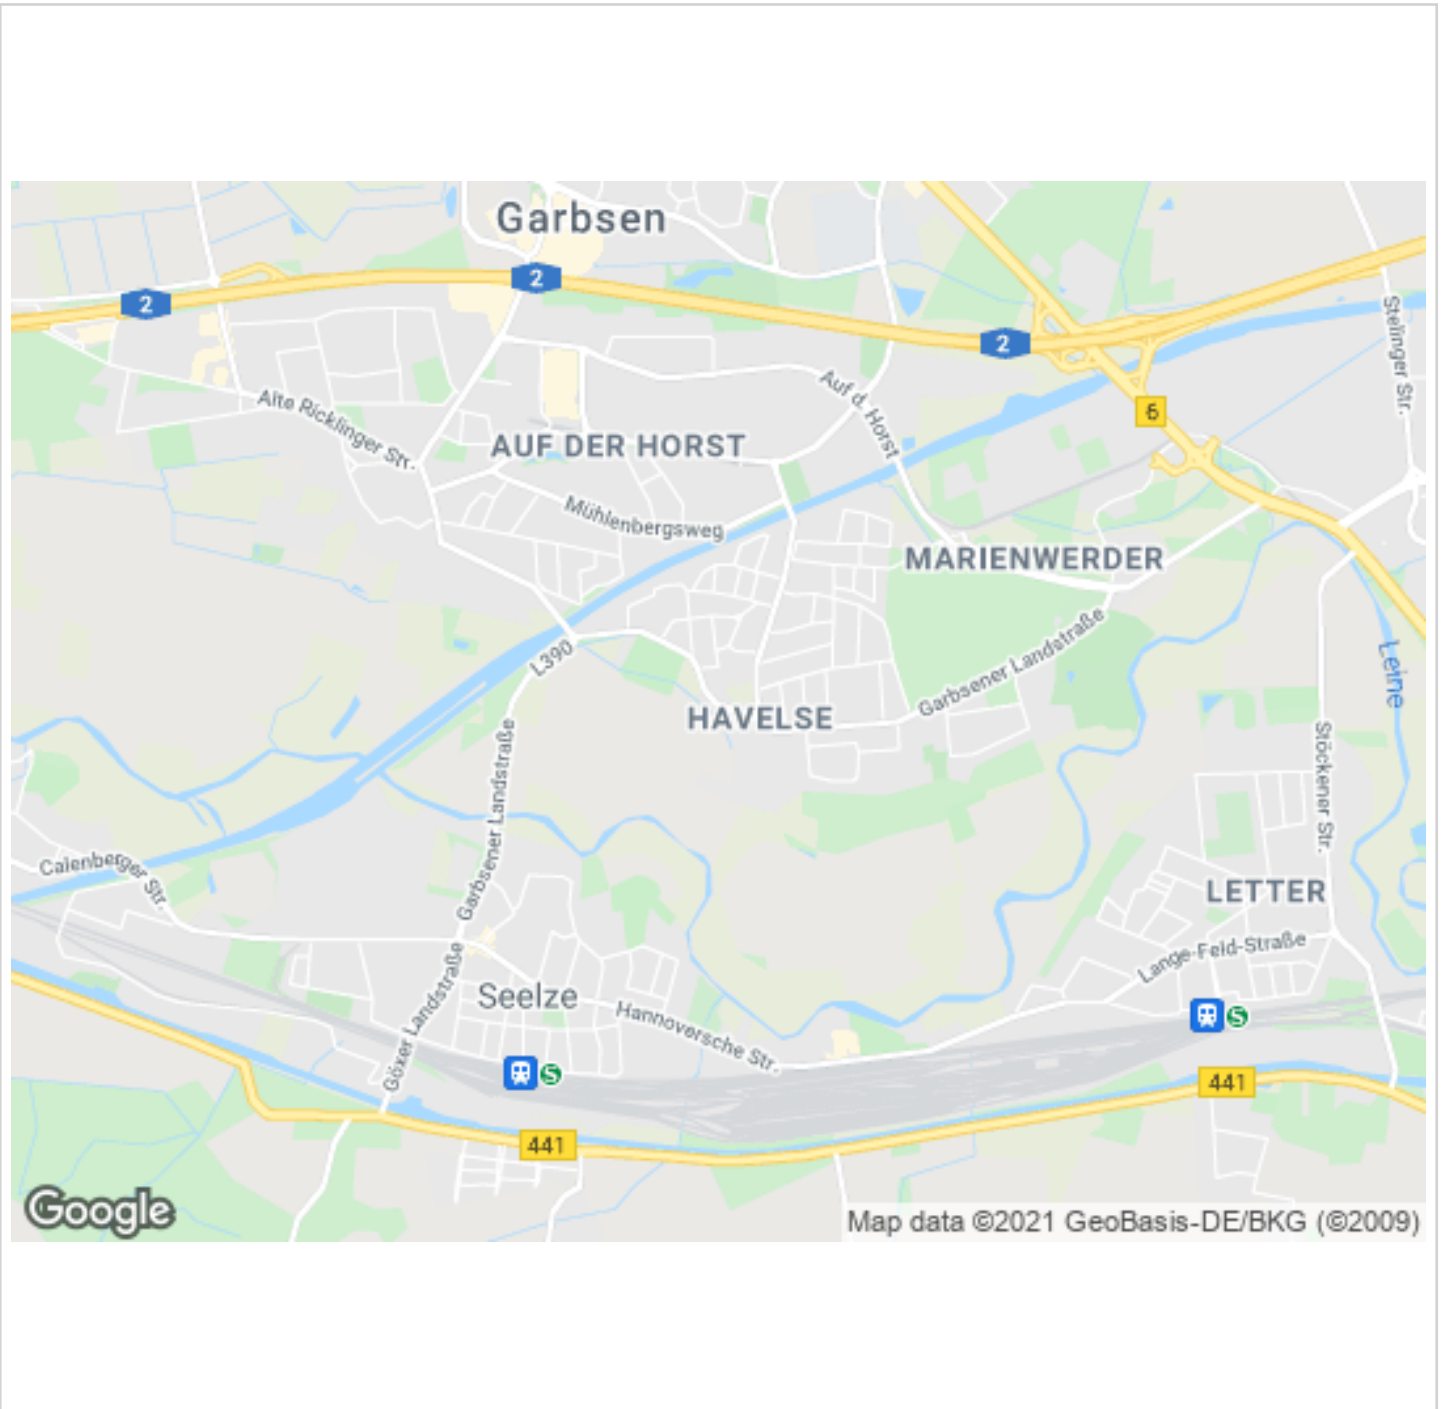 Garbsen
2
2
2
Stelinger Str.
6
Auf d. Horst
Alte Ricklinger Str.
AUF DER HORST
Mühlenbergsweg
MARIENWERDER
Garbsener Landstraße
L390
Leine
HAVELSE
Garbsener Landstraße
Stöckener Str.
Calenberger Str.
LETTER
Lange-Feld-Straße
Göxer Landstraße
Seelze
Hannoversche Str.
S
S
441
441
Google
Map data ©2021 GeoBasis-DE/BKG (©2009)